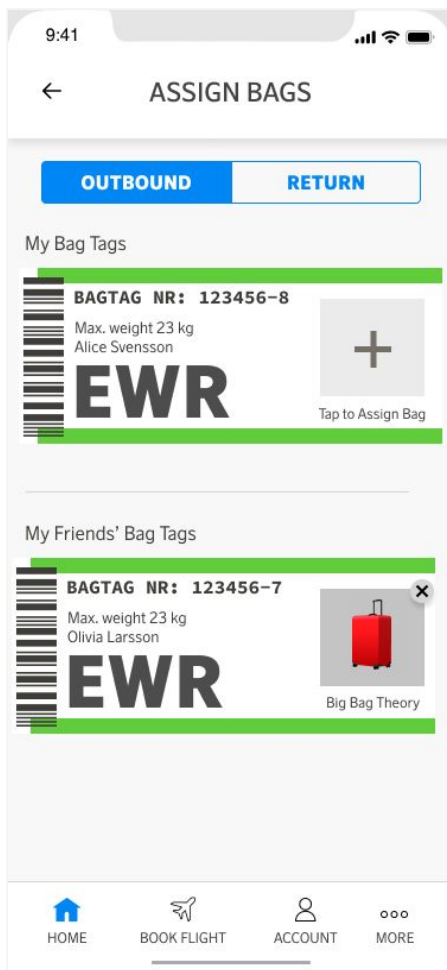 9:41
ASSIGN BAGS
OUTBOUND
RETURN
My Bag Tags
BAGTAG NR: 123456-8
Max. weight 23 kg
Alice Svensson
EWR
Tap to Assign Bag
My Friends’ Bag Tags
BAGTAG NR: 123456-7
Max. weight 23 kg
Olivia Larsson
EWR
Big Bag Theory
HOME
BOOK FLIGHT
ACCOUNT
MORE